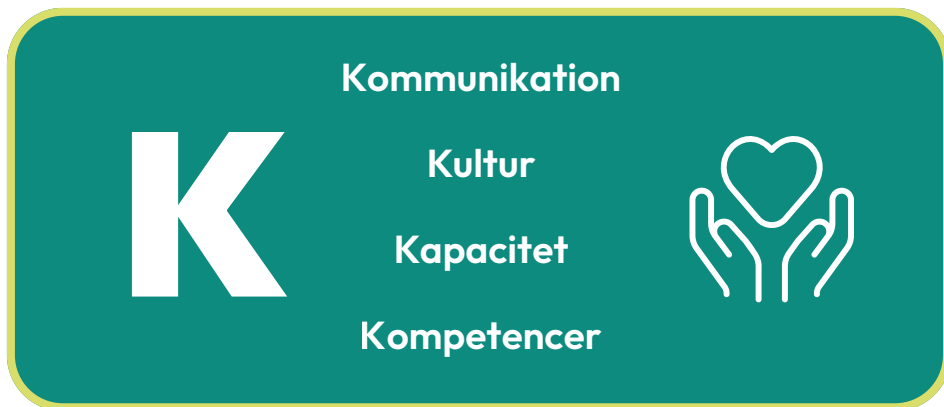 K
Kommunikation
Kultur
Kapacitet
Kompetencer